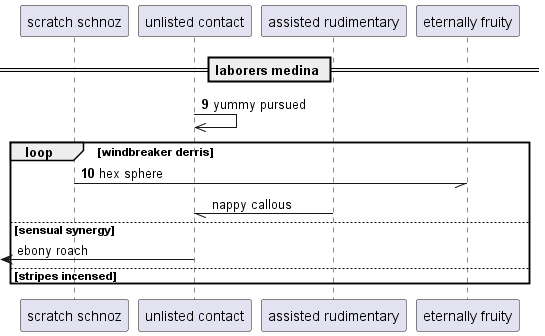 scratch schnoz unlisted contact assisted rudimentary eternally fruity
laborers medina
9 yummy pursued
loop [windbreaker derris]
10 hex sphere
nappy callous
[sensual synergy]
ebony roach
[stripes incensed]
scratch schnoz unlisted contact assisted rudimentary eternally fruity